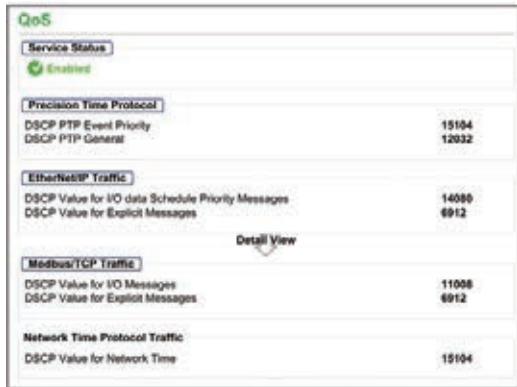 QoS
Service Status
Enabled
Precision Time Protocol
DSCP PTP Event Priority 15104
DSCP PTP General 12032
EtherNet/IP Traffic
DSCP Value for I/O data Schedule Priority Messages 14080
DSCP Value for Explicit Messages 6912
Detail View
Modbus/TCP Traffic
DSCP Value for I/O Messages 11008
DSCP Value for Explicit Messages 6912
Network Time Protocol Traffic
DSCP Value for Network Time 15104